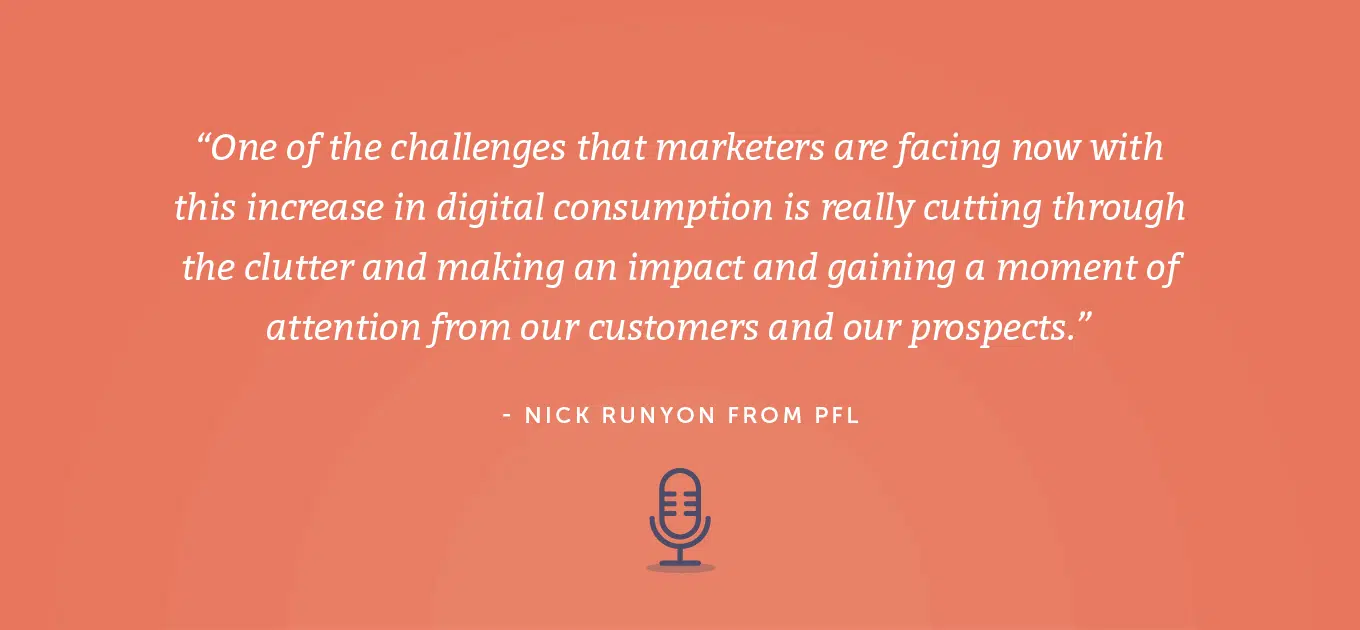 “One of the challenges that marketers are facing now with
this increase in digital consumption is really cutting through
the clutter and making an impact and gaining a moment of
attention from our customers and our prospects.”
- NICK RUNYON FROM PFL